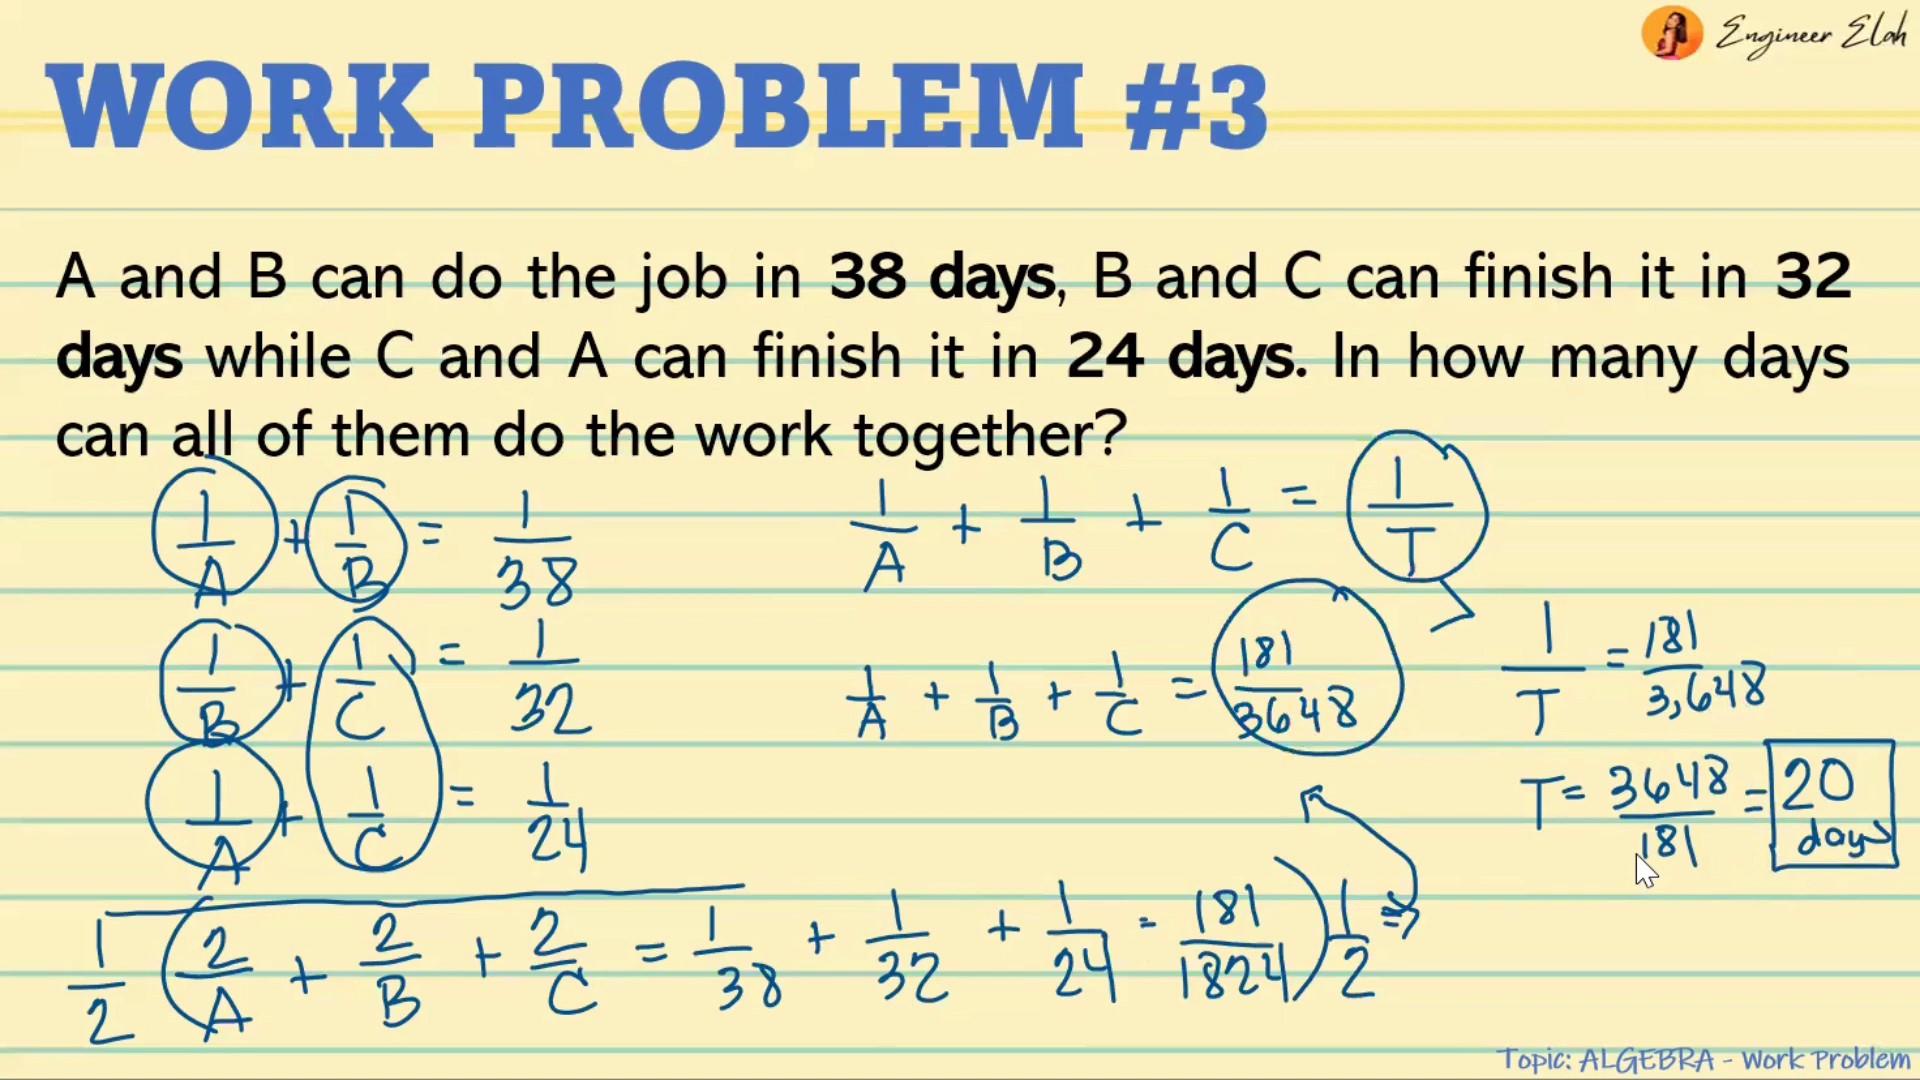 Engineer Elah
WORK PROBLEM #3
A and B can do the job in 38 days, B and C can finish it in 32
days while C and A can finish it in 24 days. In how many days
can all of them do the work together?
1/A + 1/B = 1/38
1/B + 1/C = 1/32
1/A + 1/C = 1/24
1/2 (2/A + 2/B + 2/C = 1/38 + 1/32 + 1/24 = 181/1824) 1/2 ⇒
1/A + 1/B + 1/C = 1/T
1/A + 1/B + 1/C = 181/3648
1/T = 181/3,648
T = 3648/181 = 20 days
Topic: ALGEBRA - Work Problem